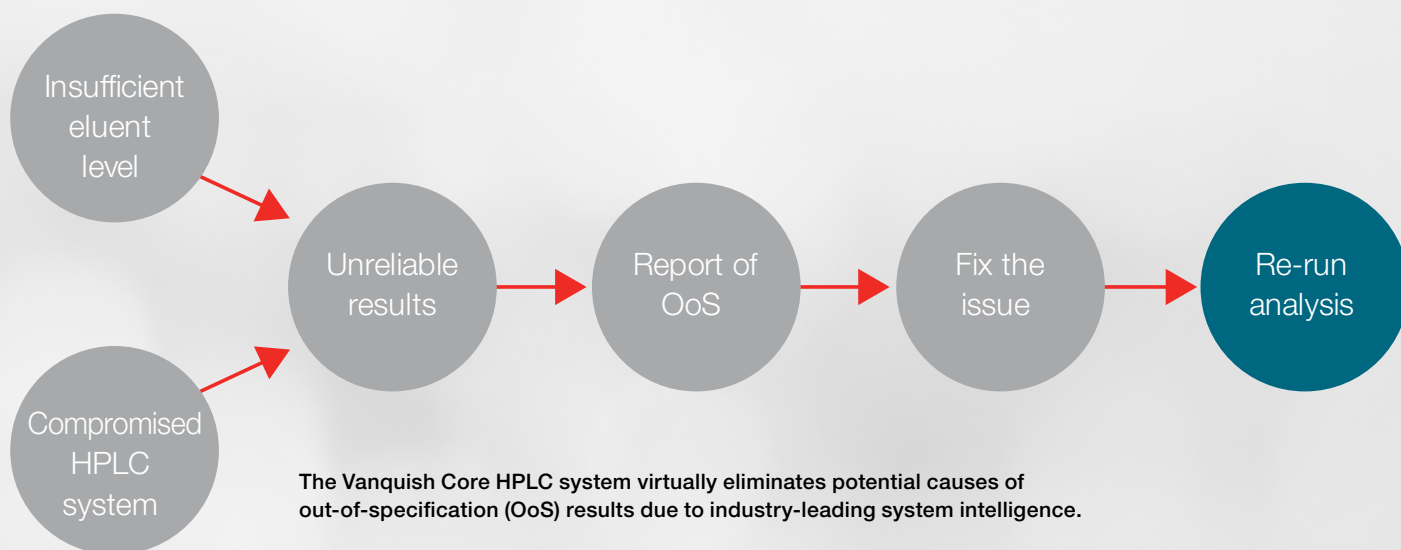 Insufficient
eluent
level
Compromised
HPLC
system
Unreliable
results
Report of
OoS
Fix the
issue
Re-run
analysis
The Vanquish Core HPLC system virtually eliminates potential causes of
out-of-specification (OoS) results due to industry-leading system intelligence.